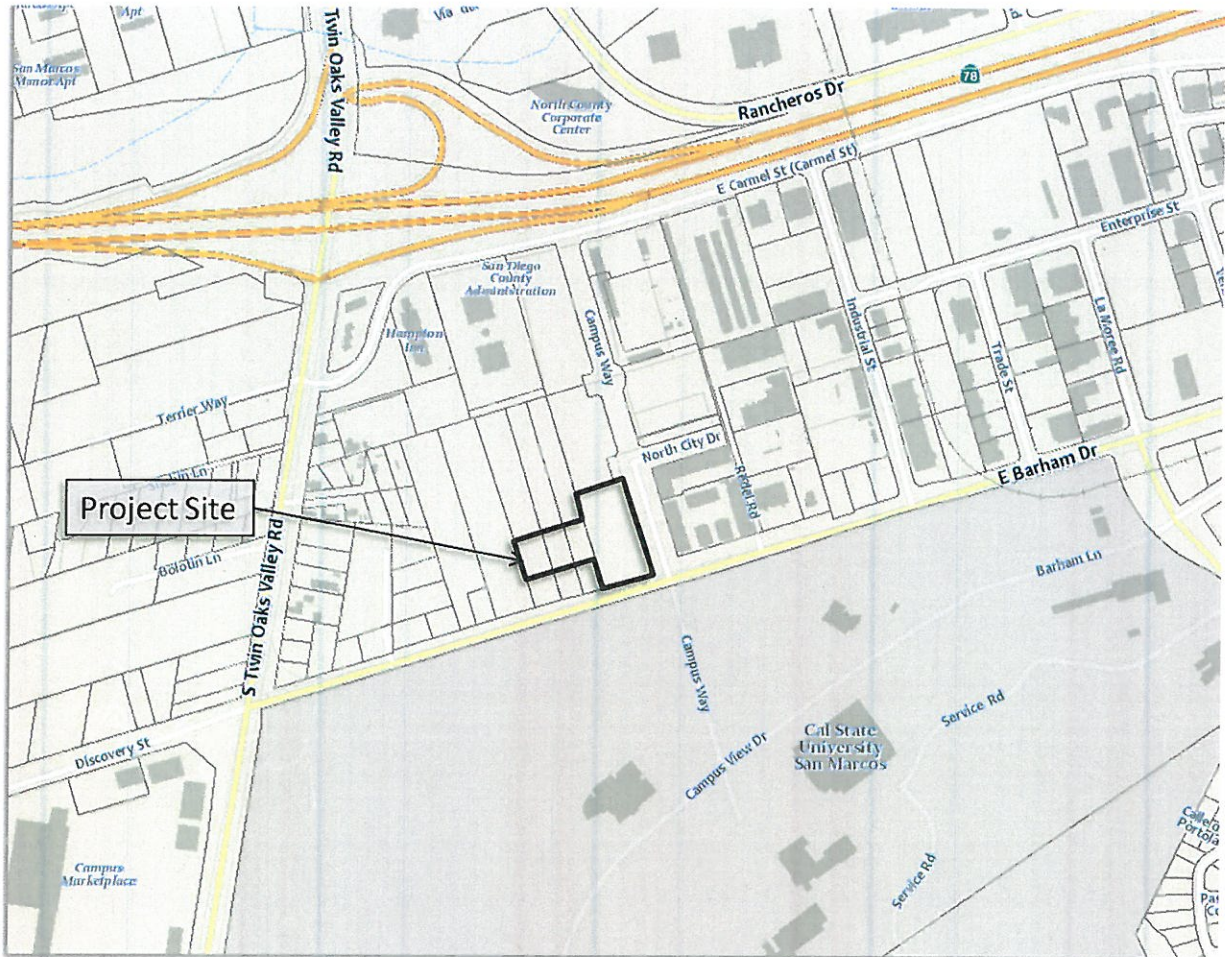 Apt
San Marcos
Manor Apt
Twin Oaks Valley Rd
North County
Corporate
Center
Rancheros Dr
78
E Carmel St (Carmel St)
San Diego
County
Administration
Hampton
Inn
Campus Way
Enterprise St
Industrial St
La Moree Rd
Trade St
Terrier Way
North City Dr
Redel Rd
E Barham Dr
Project Site
S Twin Oaks Valley Rd
Barham Ln
Discovery St
Campus Way
Campus View Dr
Cal State
University
San Marcos
Service Rd
Service Rd
Campus
Marketplace